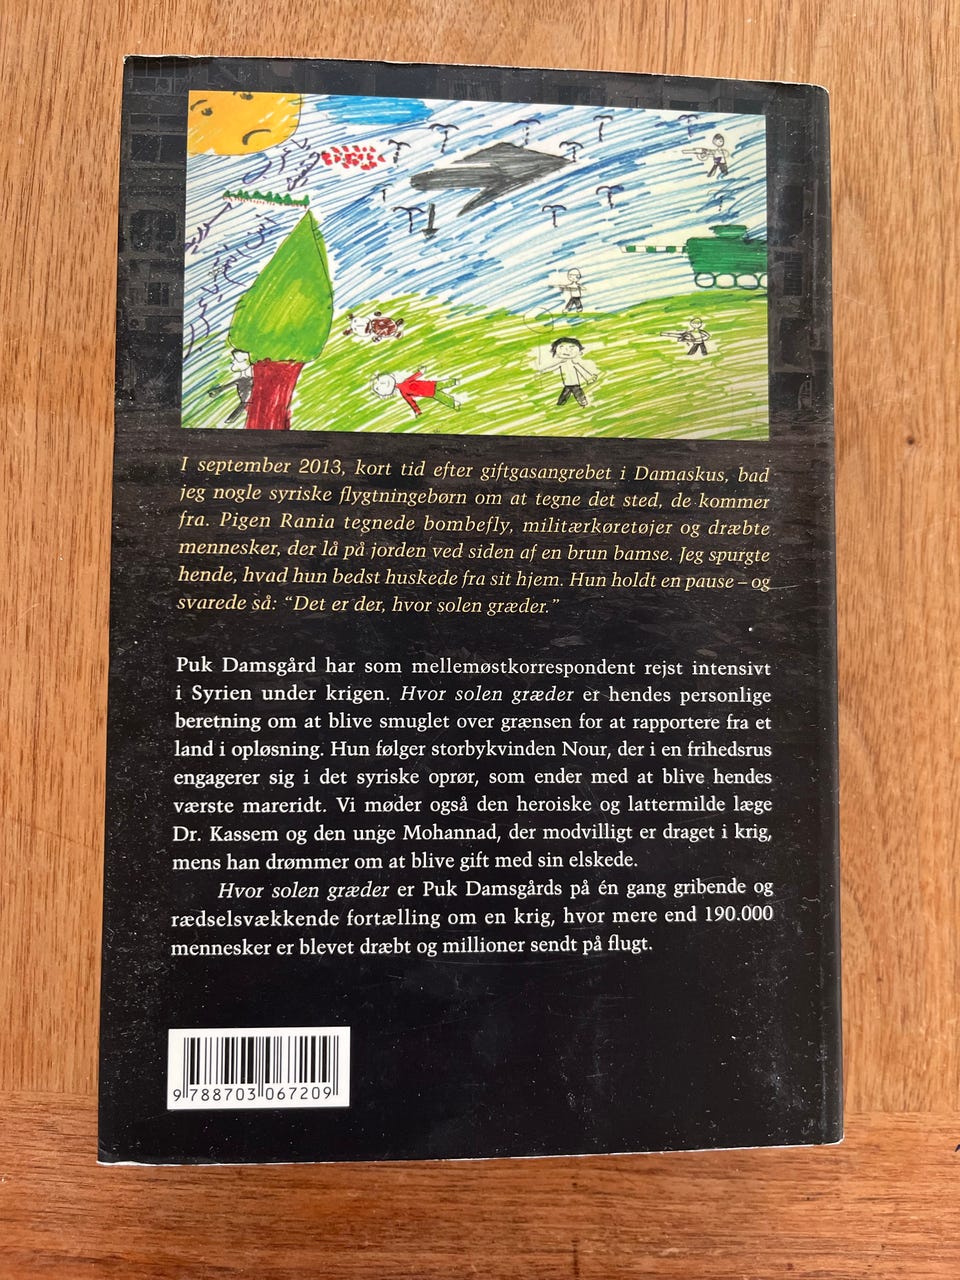 I september 2013, kort tid efter giftgasangrebet i Damaskus, bad
jeg nogle syriske flygtningebørn om at tegne det sted, de kommer
fra. Pigen Rania tegnede bombefly, militærkøretøjer og dræbte
mennesker, der lå på jorden ved siden af en brun bamse. Jeg spurgte
hende, hvad hun bedst huskede fra sit hjem. Hun holdt en pause – og
svarede så: “Det er der, hvor solen græder.”
Puk Damsgård har som mellemøstkorrespondent rejst intensivt
i Syrien under krigen. Hvor solen græder er hendes personlige
beretning om at blive smuglet over grænsen for at rapportere fra et
land i opløsning. Hun følger storbykvinden Nour, der i en frihedsrus
engagerer sig i det syriske oprør, som ender med at blive hendes
værste mareridt. Vi møder også den heroiske og lattermilde læge
Dr. Kassem og den unge Mohannad, der modvilligt er draget i krig,
mens han drømmer om at blive gift med sin elskede.
Hvor solen græder er Puk Damsgårds på én gang gribende og
rædselsvækkende fortælling om en krig, hvor mere end 190.000
mennesker er blevet dræbt og millioner sendt på flugt.
9 788703 067209